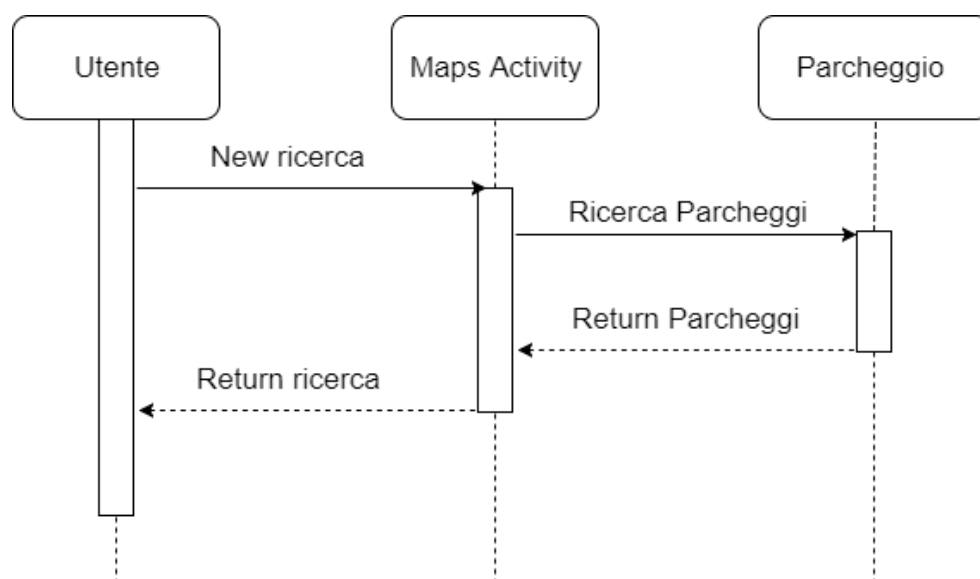 Utente
Maps Activity
Parcheggio
New ricerca
Ricerca Parcheggi
Return Parcheggi
Return ricerca